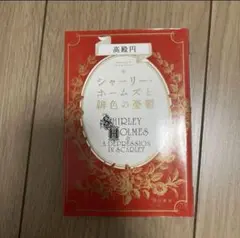 高殿円
シャーリー・
ホームズと
緋色の憂鬱
SHIRLEY
HOLMES
&
A DEPRESSION
IN SCARLET